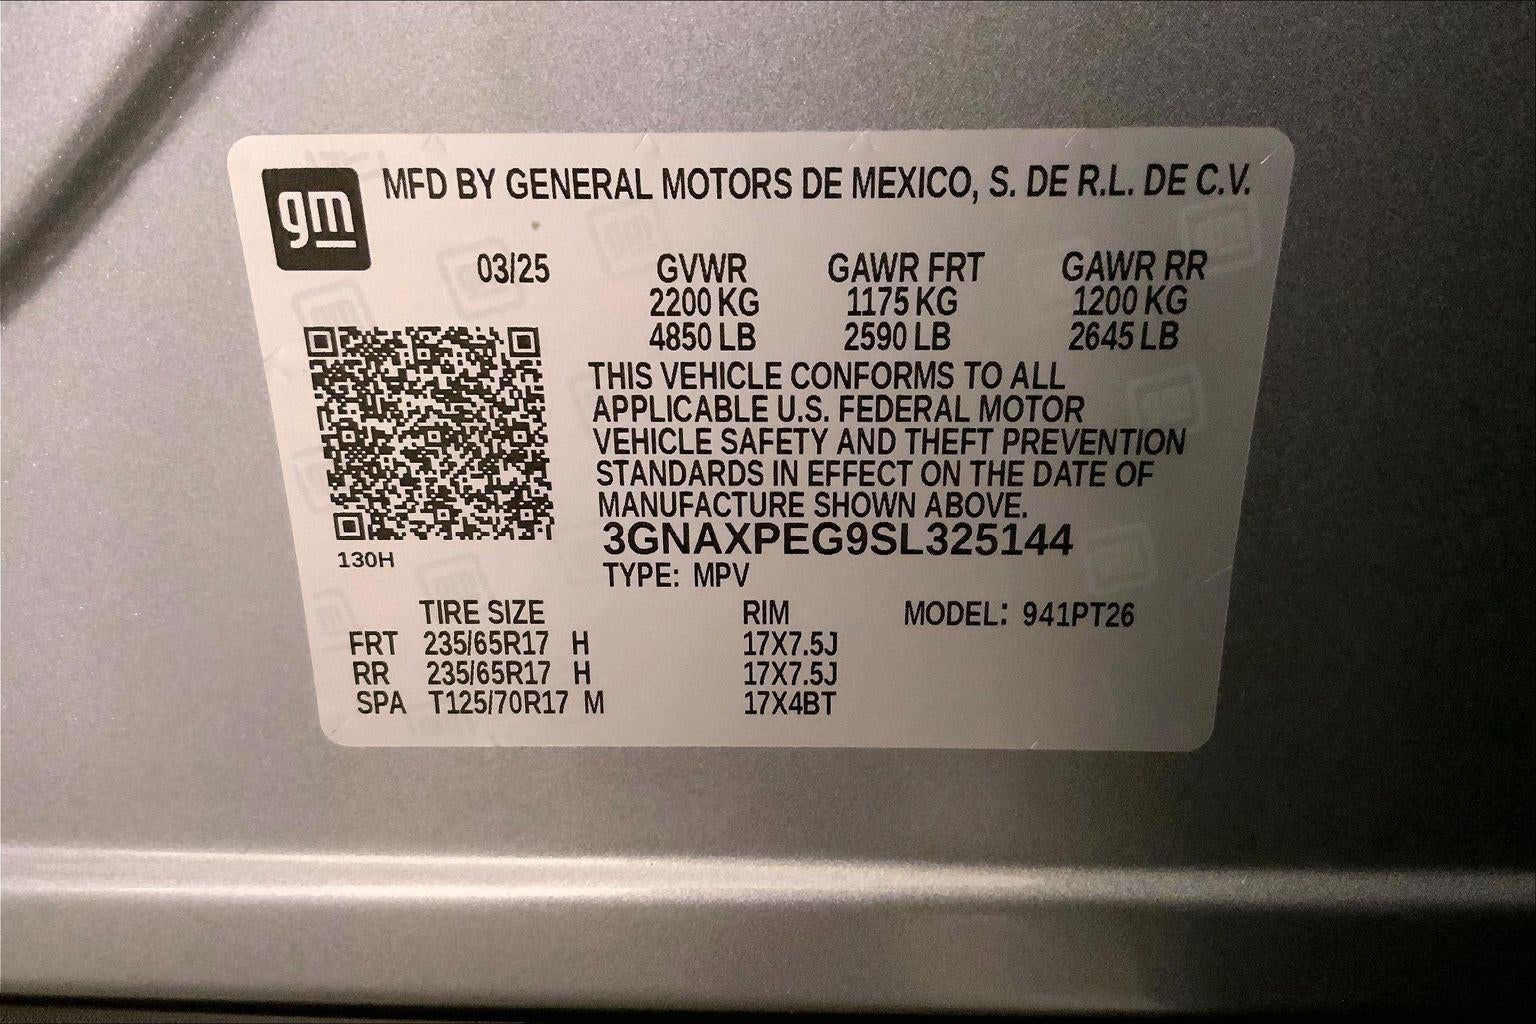 gm MFD BY GENERAL MOTORS DE MEXICO, S. DE R.L. DE C.V.
03/25 GVWR GAWR FRT GAWR RR
2200 KG 1175 KG 1200 KG
4850 LB 2590 LB 2645 LB
THIS VEHICLE CONFORMS TO ALL
APPLICABLE U.S. FEDERAL MOTOR
VEHICLE SAFETY AND THEFT PREVENTION
STANDARDS IN EFFECT ON THE DATE OF
MANUFACTURE SHOWN ABOVE.
3GNAXPEG9SL325144
130H
TYPE: MPV
TIRE SIZE RIM MODEL: 941PT26
FRT 235/65R17 H 17X7.5J
RR 235/65R17 H 17X7.5J
SPA T125/70R17 M 17X4BT